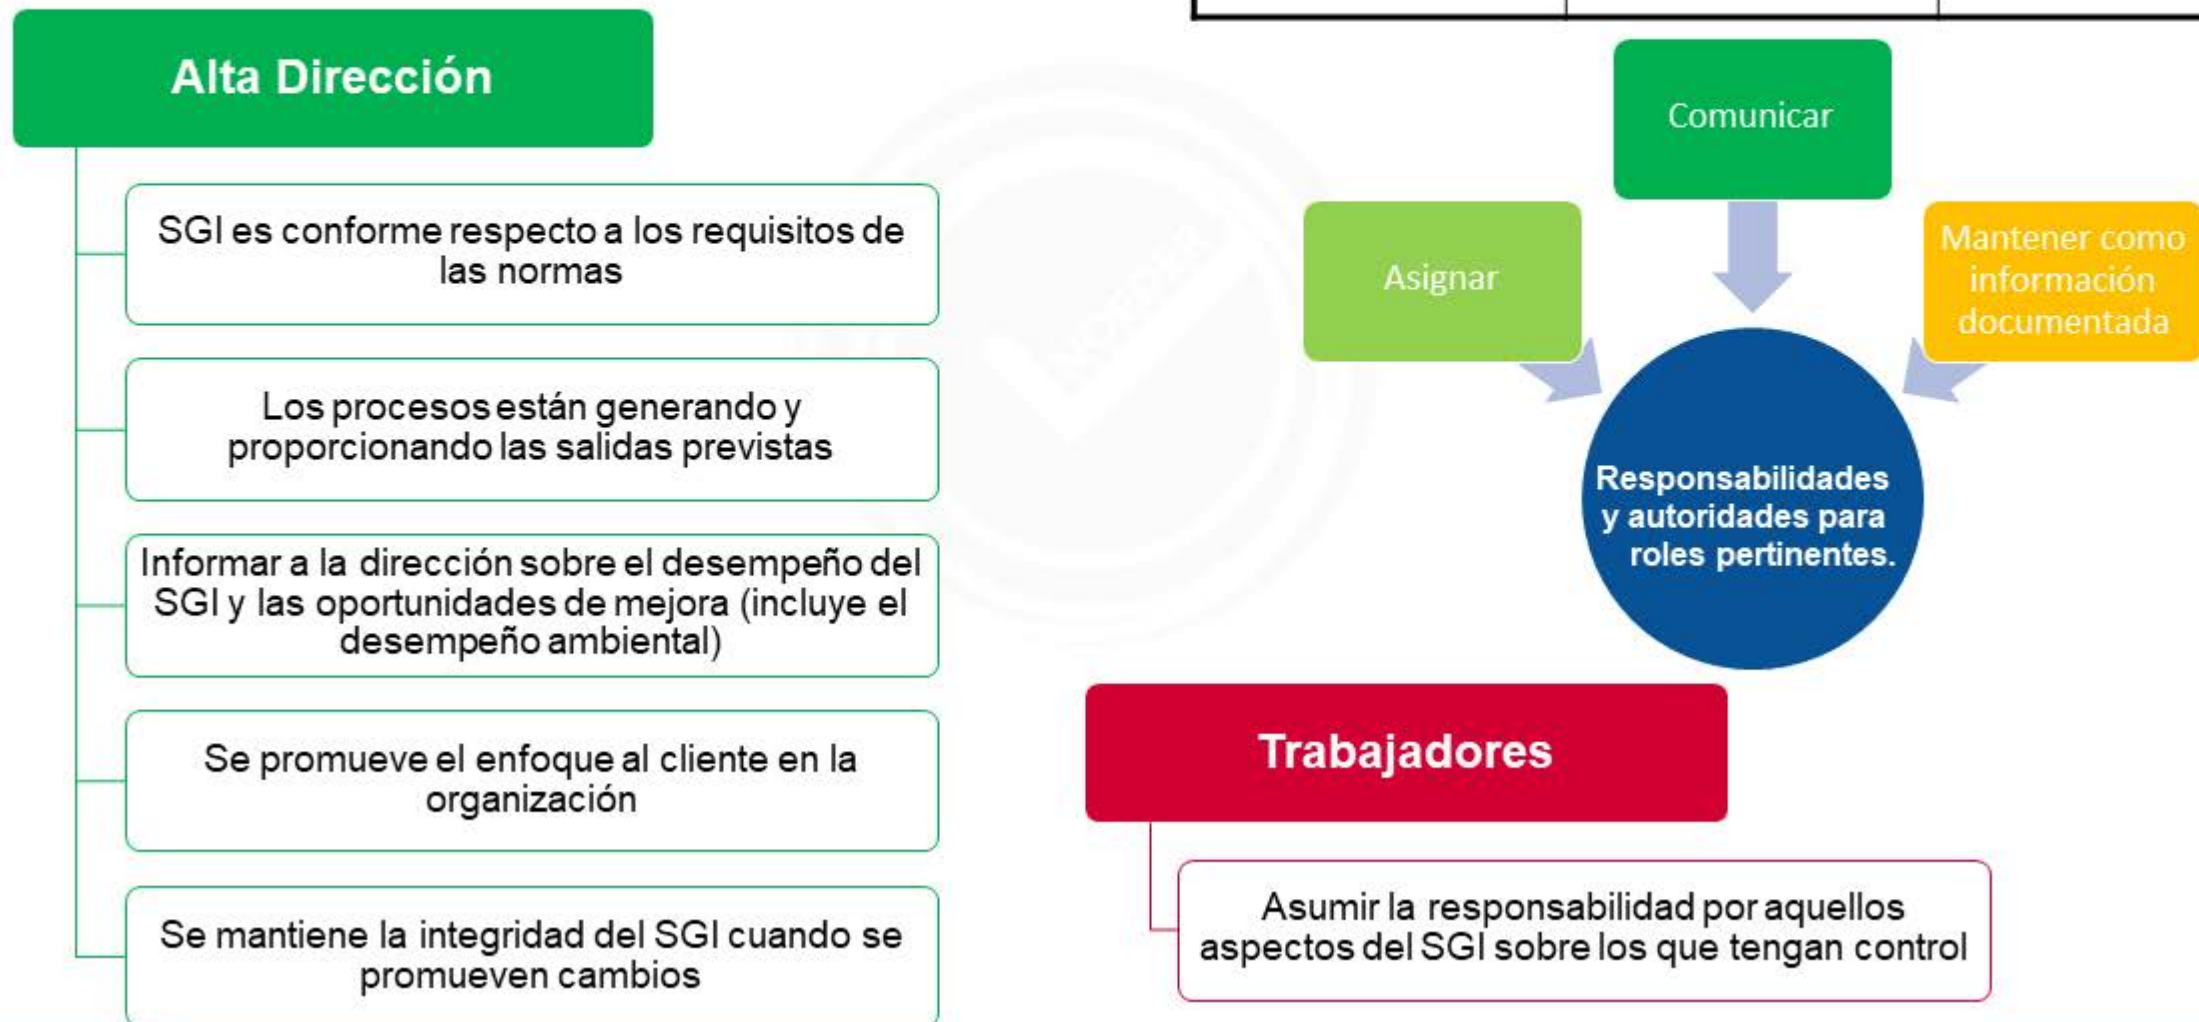 Alta Dirección
SGI es conforme respecto a los requisitos de
las normas
Los procesos están generando y
proporcionando las salidas previstas
Informar a la dirección sobre el desempeño del
SGI y las oportunidades de mejora (incluye el
desempeño ambiental)
Se promueve el enfoque al cliente en la
organización
Se mantiene la integridad del SGI cuando se
promueven cambios
Comunicar
Asignar
Mantener como
información
documentada
Responsabilidades
y autoridades para
roles pertinentes.
Trabajadores
Asumir la responsabilidad por aquellos
aspectos del SGI sobre los que tengan control